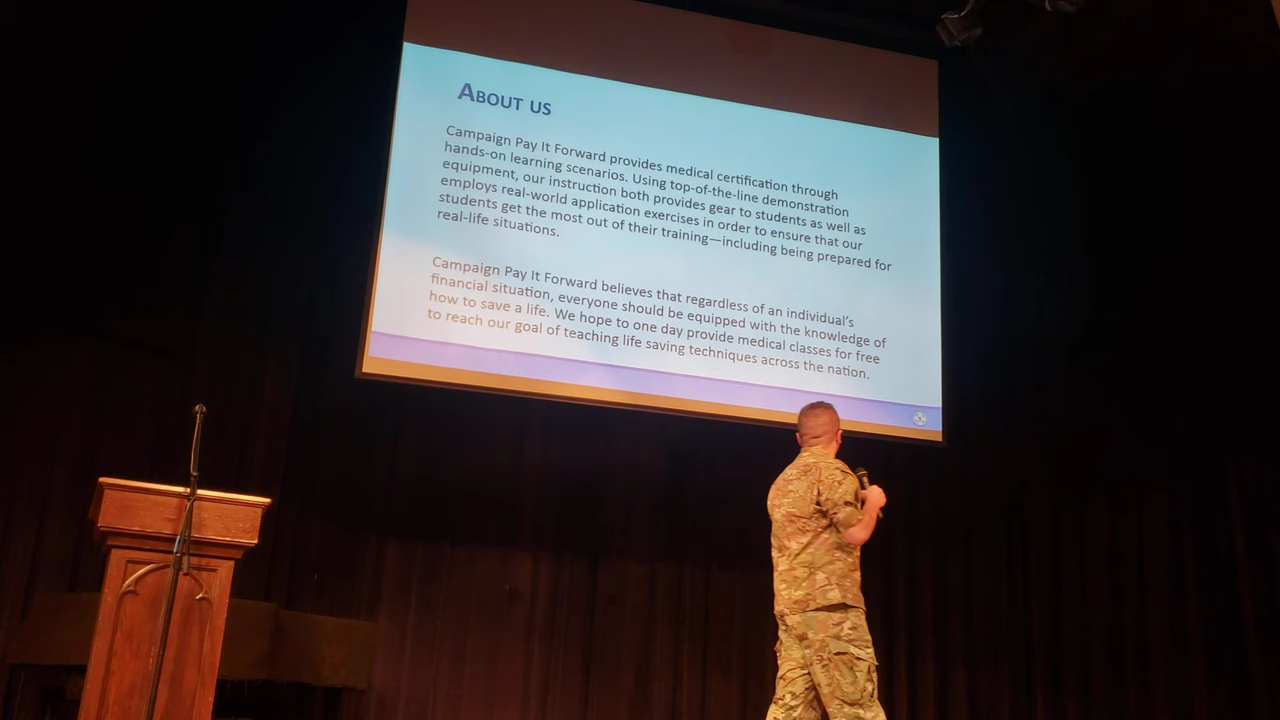 ABOUT US
Campaign Pay It Forward provides medical certification through
hands-on learning scenarios. Using top-of-the-line demonstration
equipment, our instruction both provides gear to students as well as
employs real-world application exercises in order to ensure that our
students get the most out of their training—including being prepared for
real-life situations.
Campaign Pay It Forward believes that regardless of an individual’s
financial situation, everyone should be equipped with the knowledge of
how to save a life. We hope to one day provide medical classes for free
to reach our goal of teaching life saving techniques across the nation.